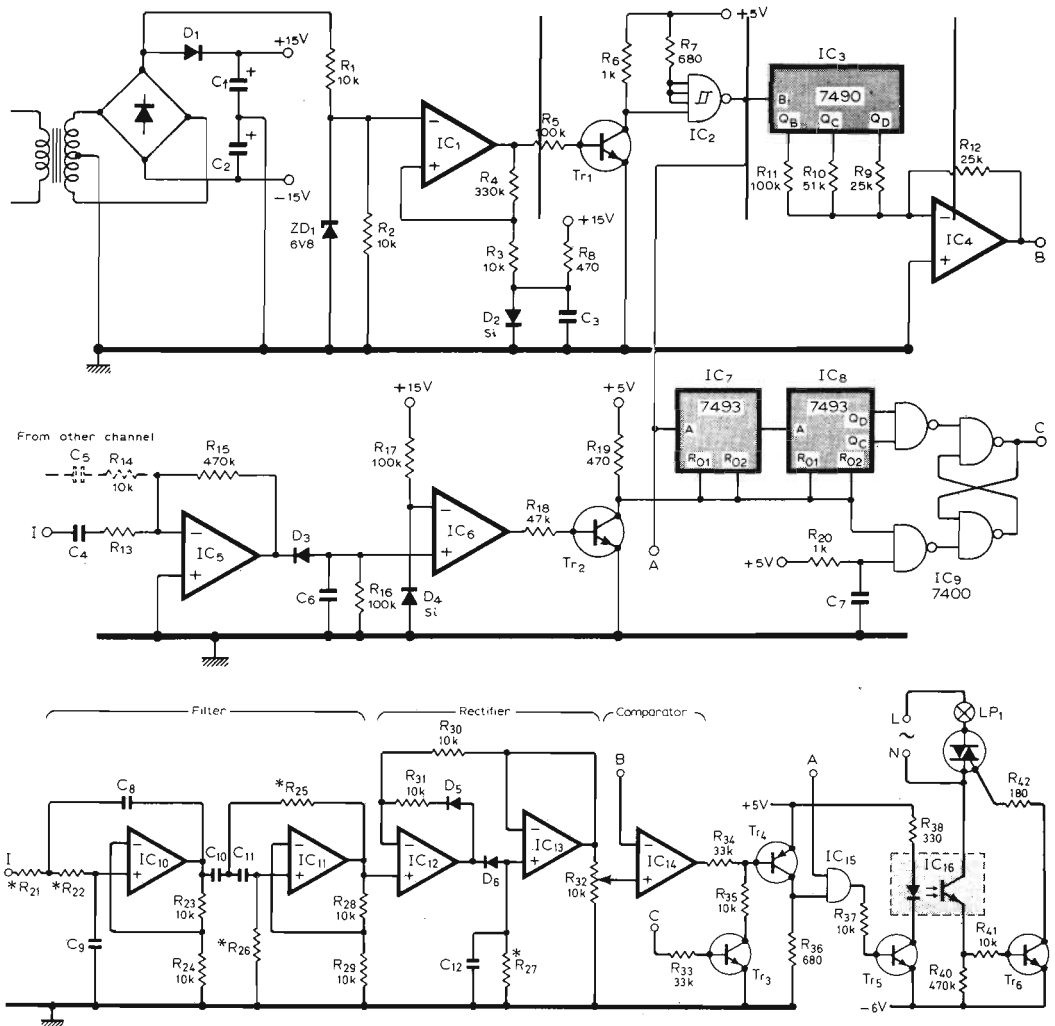 D1
+15V
C1
+
C2
+
-15V
R1
10k
ZD1
6V8
R2
10k
-
IC1
+
R5
100k
R4
330k
R3
10k
D2
Si
+15V
R8
470
C3
Tr1
R6
1k
+5V
R7
680
IC2
C
IC3
7490
B
QB QC QD
R11
100k
R10
51k
R9
25k
R12
25k
-
IC4
+
B
From other channel
C5
R14
10k
R15
470k
I
C4
R13
-
IC5
+
D3
C6
R16
100k
+15V
R17
100k
-
IC6
+
D4
Si
R18
47k
Tr2
+5V
R19
470
A
IC7
7493
A
R01 R02
IC8
7493
A
QD
QC
R01 R02
C
R20
1k
+5V
C7
IC9
7400
Filter
Rectifier
Comparator
I
*R21
*R22
C8
C9
-
IC10
+
C10
C11
R23
10k
R24
10k
*R25
*R26
-
IC11
+
R28
10k
R29
10k
R30
10k
R31
10k
D5
-
IC12
+
D6
C12
*R27
-
IC13
+
R32
10k
B
-
IC14
+
C
R33
33k
R34
33k
R35
10k
Tr3
+5V
Tr4
R36
680
A
IC15
R37
10k
Tr5
R38
330
IC16
L
~
N
LP1
R42
180
R41
10k
R40
470k
Tr6
-6V